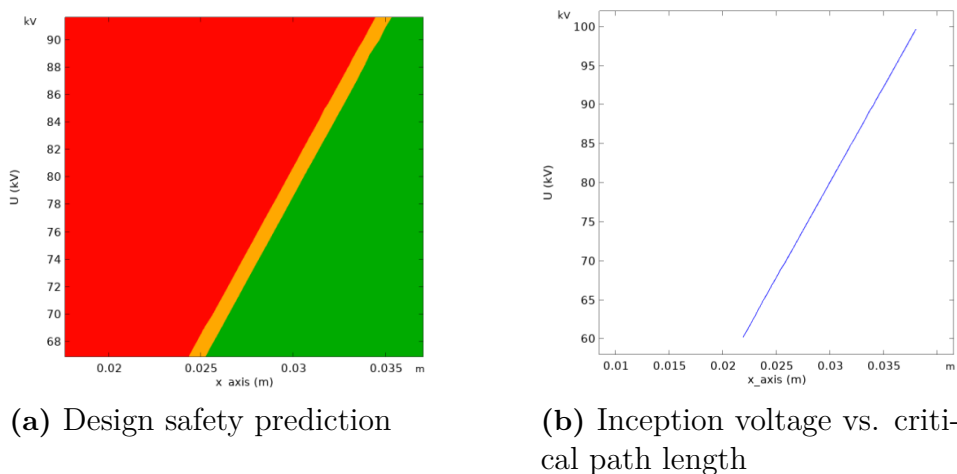 kV
90
88
86
84
82
80
78
76
74
72
70
68
U (kV)
0.02 0.025 0.03 0.035 m
x axis (m)
(a) Design safety prediction
kV
100
95
90
85
80
75
70
65
60
U (kV)
0.01 0.015 0.02 0.025 0.03 0.035 m
x_axis (m)
(b) Inception voltage vs. criti-
cal path length